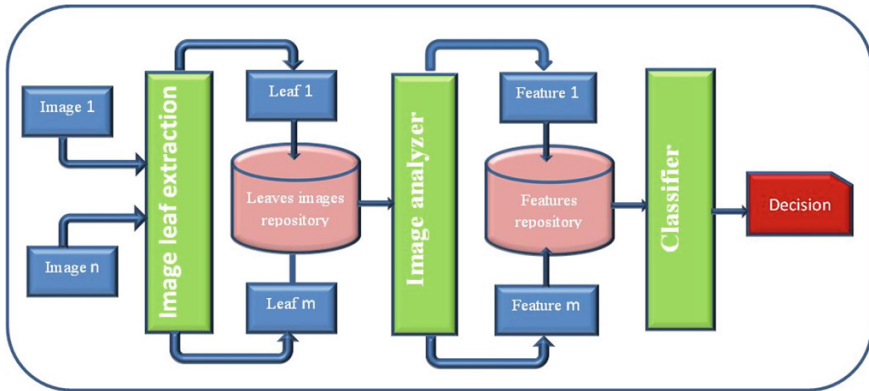 Image 1
Image n
Image leaf extraction
Leaf 1
Leaves images
repository
Leaf m
Image analyzer
Feature 1
Features
repository
Feature m
Classifier
Decision